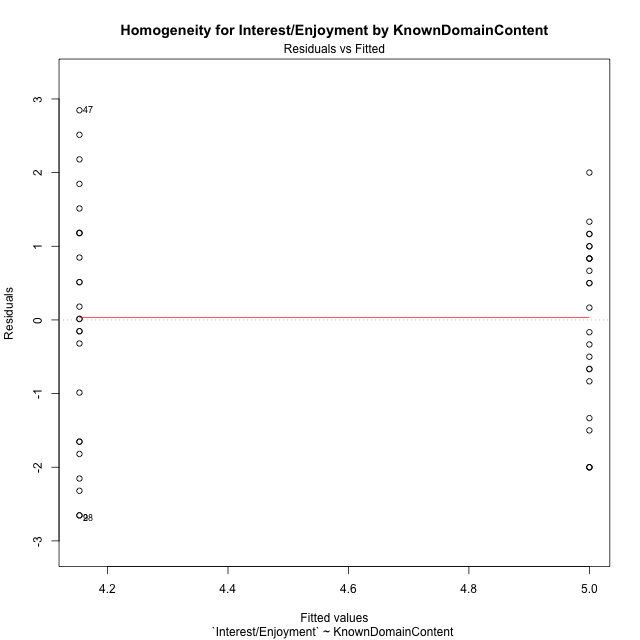 Homogeneity for Interest/Enjoyment by KnownDomainContent
Residuals vs Fitted
3
2
1
0
-1
-2
-3
Residuals
47
4.2
4.4
4.6
4.8
5.0
Fitted values
`Interest/Enjoyment` ~ KnownDomainContent